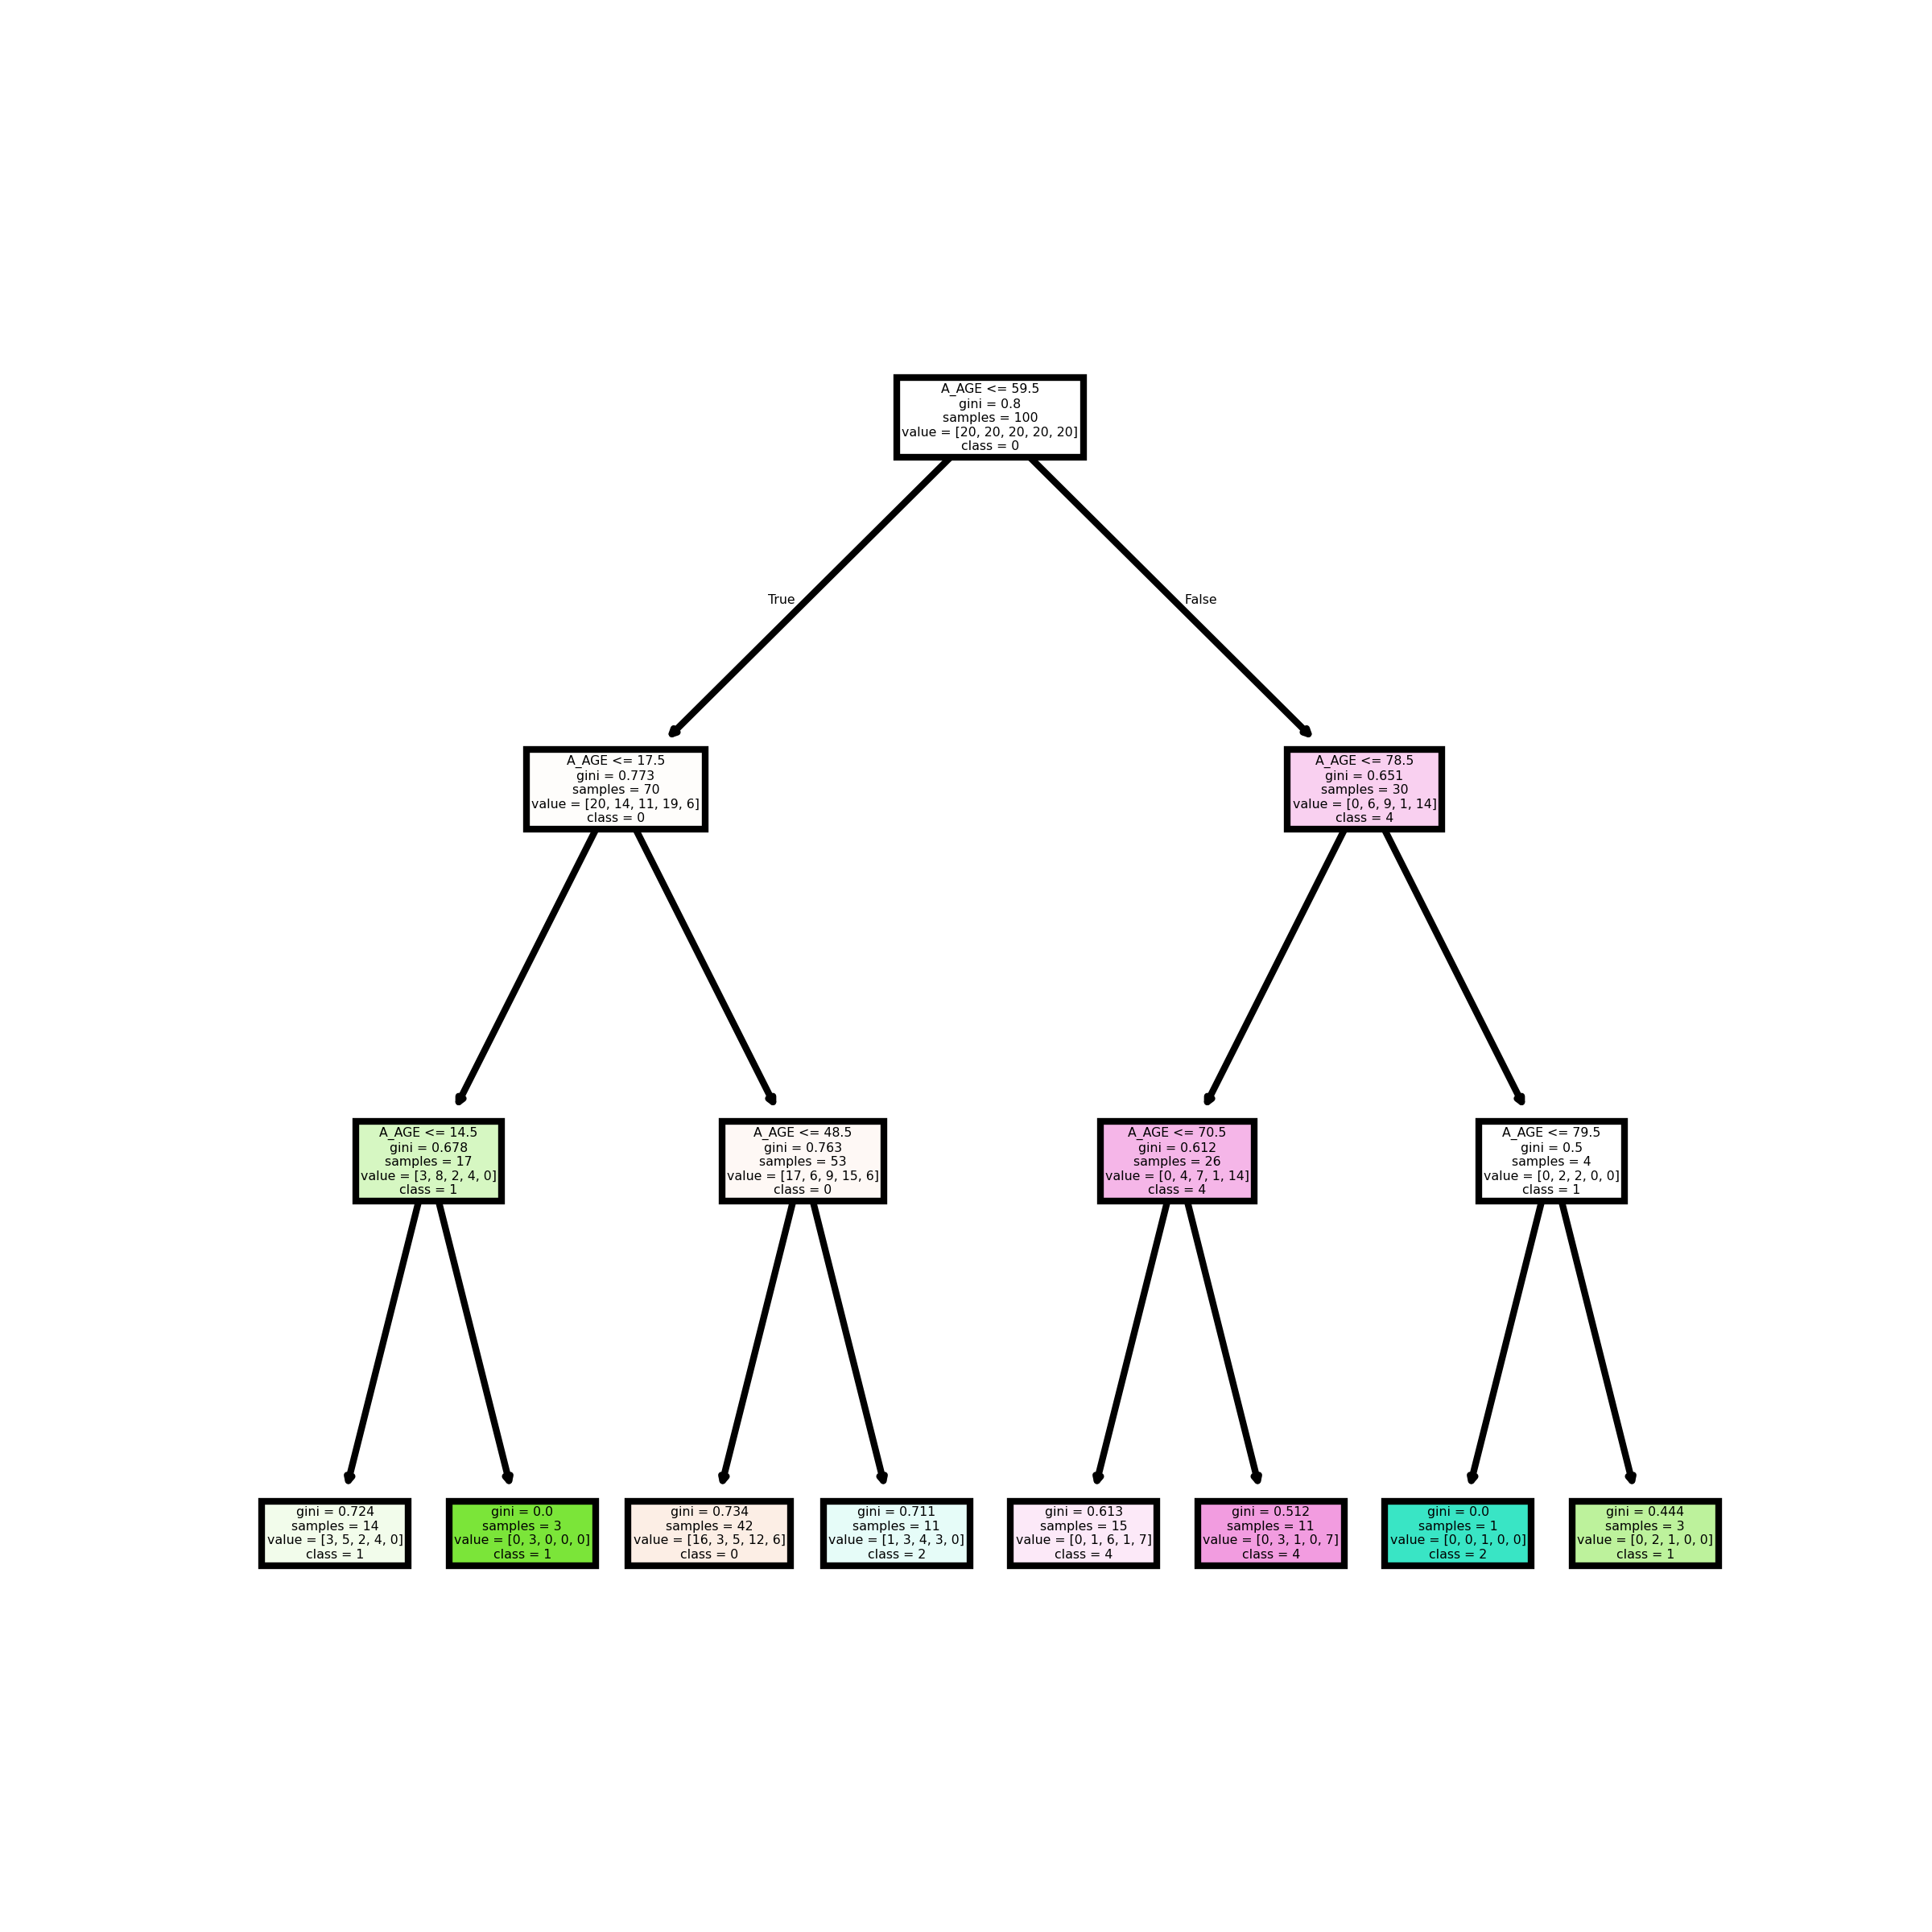 A_AGE <= 59.5
gini = 0.8
samples = 100
value = [20, 20, 20, 20, 20]
class = 0
True
False
A_AGE <= 17.5
gini = 0.773
samples = 70
value = [20, 14, 11, 19, 6]
class = 0
A_AGE <= 78.5
gini = 0.651
samples = 30
value = [0, 6, 9, 1, 14]
class = 4
A_AGE <= 14.5
gini = 0.678
samples = 17
value = [3, 8, 2, 4, 0]
class = 1
A_AGE <= 48.5
gini = 0.763
samples = 53
value = [17, 6, 9, 15, 6]
class = 0
A_AGE <= 70.5
gini = 0.612
samples = 26
value = [0, 4, 7, 1, 14]
class = 4
A_AGE <= 79.5
gini = 0.5
samples = 4
value = [0, 2, 2, 0, 0]
class = 1
gini = 0.724
samples = 14
value = [3, 5, 2, 4, 0]
class = 1
gini = 0.0
samples = 3
value = [0, 3, 0, 0, 0]
class = 1
gini = 0.734
samples = 42
value = [16, 3, 5, 12, 6]
class = 0
gini = 0.711
samples = 11
value = [1, 3, 4, 3, 0]
class = 2
gini = 0.613
samples = 15
value = [0, 1, 6, 1, 7]
class = 4
gini = 0.512
samples = 11
value = [0, 3, 1, 0, 7]
class = 4
gini = 0.0
samples = 1
value = [0, 0, 1, 0, 0]
class = 2
gini = 0.444
samples = 3
value = [0, 2, 1, 0, 0]
class = 1